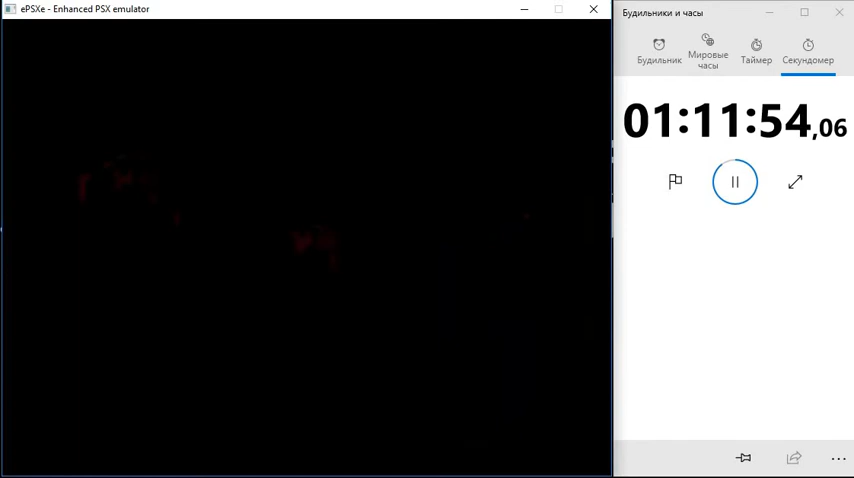 ePSXe - Enhanced PSX emulator
Будильники и часы
Будильник
Мировые
часы
Таймер
Секундомер
01:11:54,06